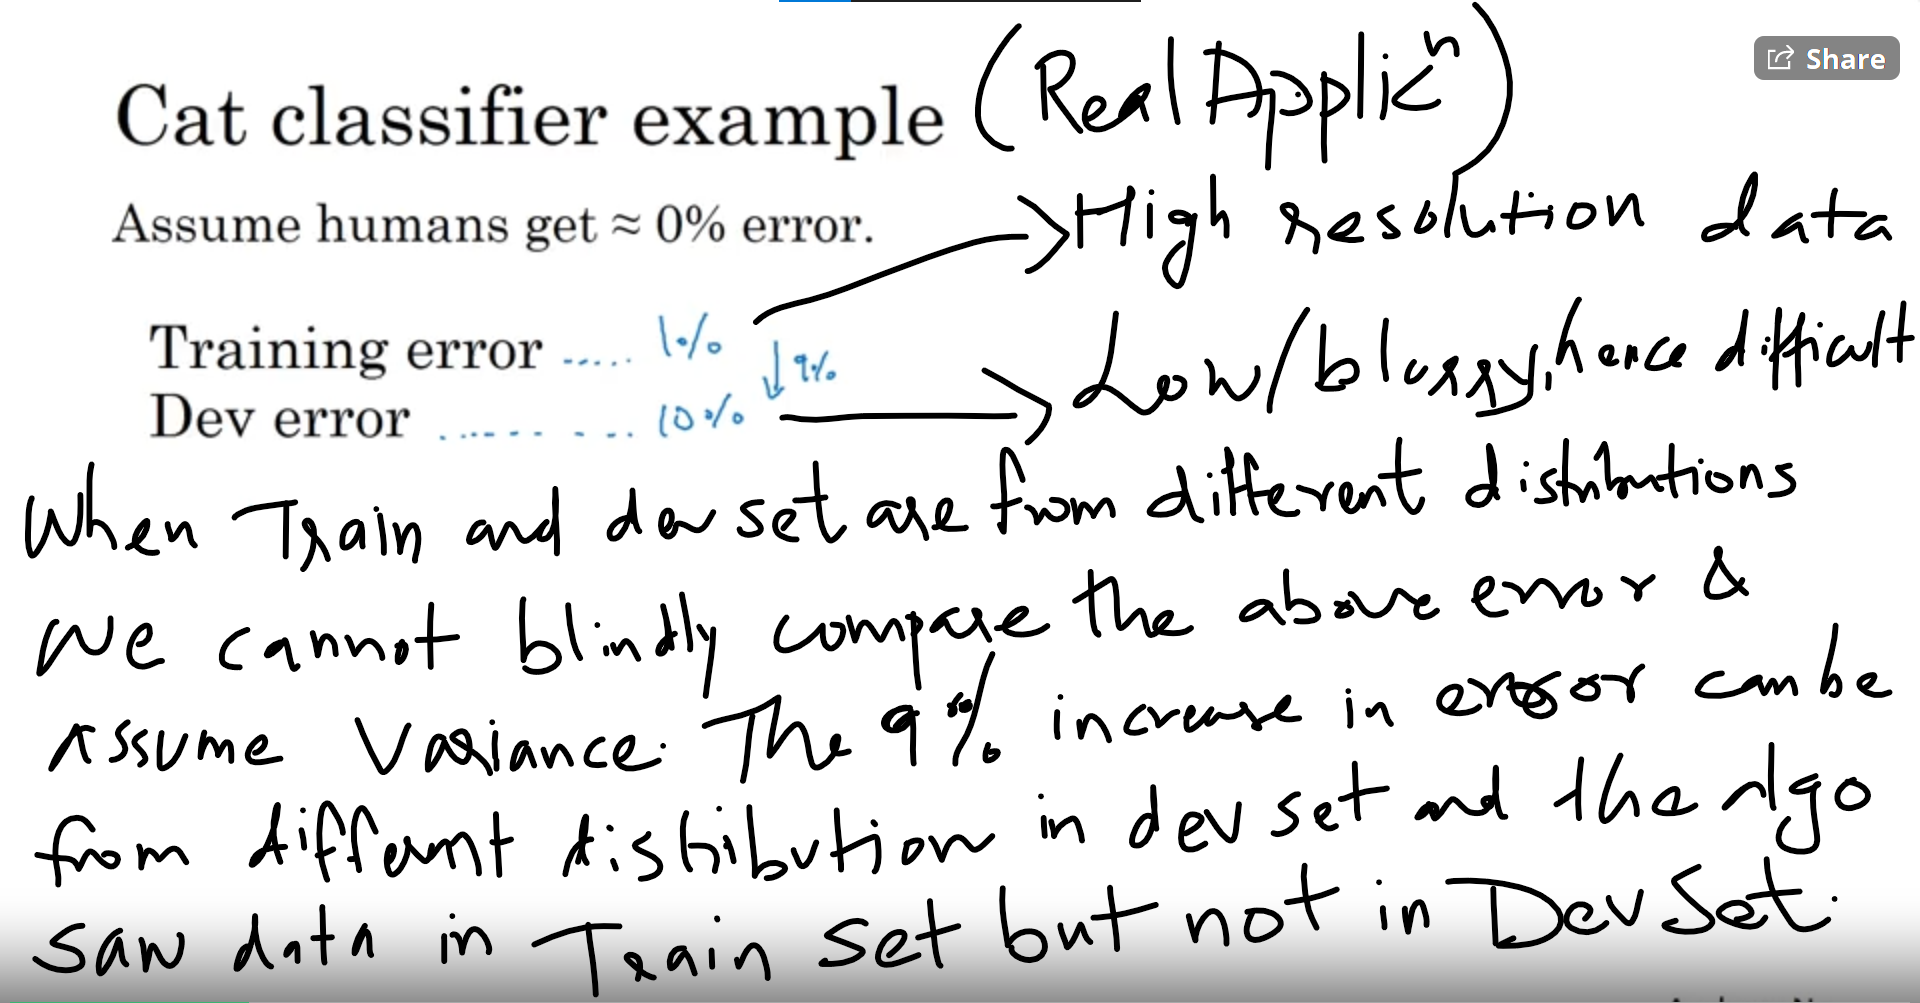 Cat classifier example (Real Applicⁿ)
Share
Assume humans get ≈ 0% error.
High resolution data
Training error ..... 1%
↓ 9%
Dev error ......... 10%
Low/blurry, hence difficult
When Train and dev set are from different distributions
we cannot blindly compare the above error &
Assume Variance. The 9% increase in error can be
from differnt distribution in dev set and the algo
saw data in Train set but not in Dev Set.